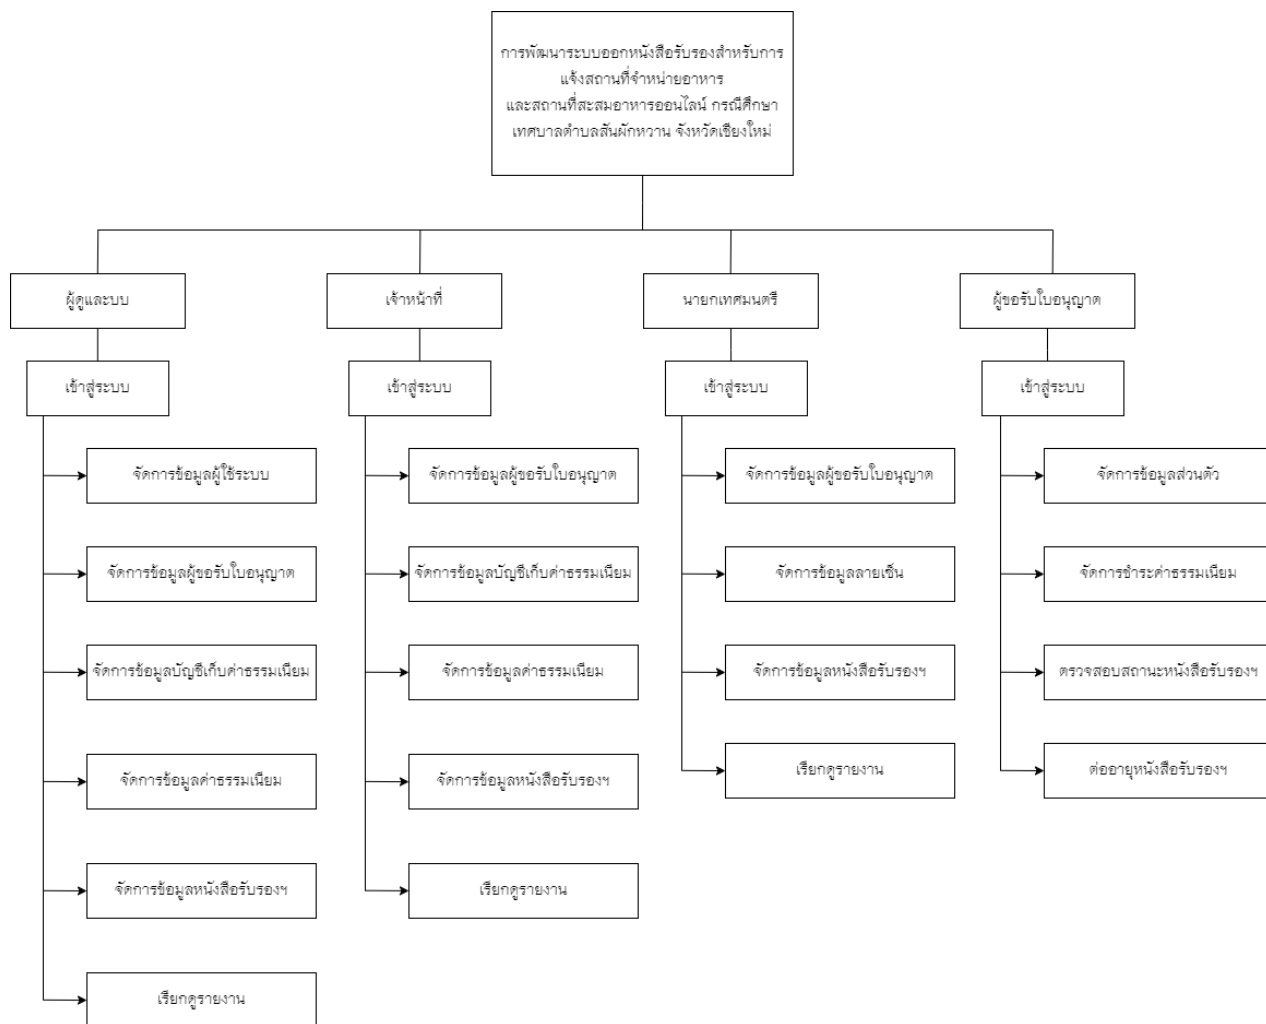 การพัฒนาระบบออกหนังสือรับรองสำหรับการ
แจ้งสถานที่จำหน่ายอาหาร
และสถานที่สะสมอาหารออนไลน์ กรณีศึกษา
เทศบาลตำบลสันผักหวาน จังหวัดเชียงใหม่
ผู้ดูและบบ
เจ้าหน้าที่
นายกเทศมนตรี
ผู้ขอรับใบอนุญาต
เข้าสู่ระบบ
เข้าสู่ระบบ
เข้าสู่ระบบ
เข้าสู่ระบบ
จัดการข้อมูลผู้ใช้ระบบ
จัดการข้อมูลผู้ขอรับใบอนุญาต
จัดการข้อมูลผู้ขอรับใบอนุญาต
จัดการข้อมูลส่วนตัว
จัดการข้อมูลผู้ขอรับใบอนุญาต
จัดการข้อมูลบัญชีเก็บค่าธรรมเนียม
จัดการข้อมูลลายเซ็น
จัดการชำระค่าธรรมเนียม
จัดการข้อมูลบัญชีเก็บค่าธรรมเนียม
จัดการข้อมูลค่าธรรมเนียม
จัดการข้อมูลหนังสือรับรองฯ
ตรวจสอบสถานะหนังสือรับรองฯ
จัดการข้อมูลค่าธรรมเนียม
จัดการข้อมูลหนังสือรับรองฯ
เรียกดูรายงาน
ต่ออายุหนังสือรับรองฯ
จัดการข้อมูลหนังสือรับรองฯ
เรียกดูรายงาน
เรียกดูรายงาน